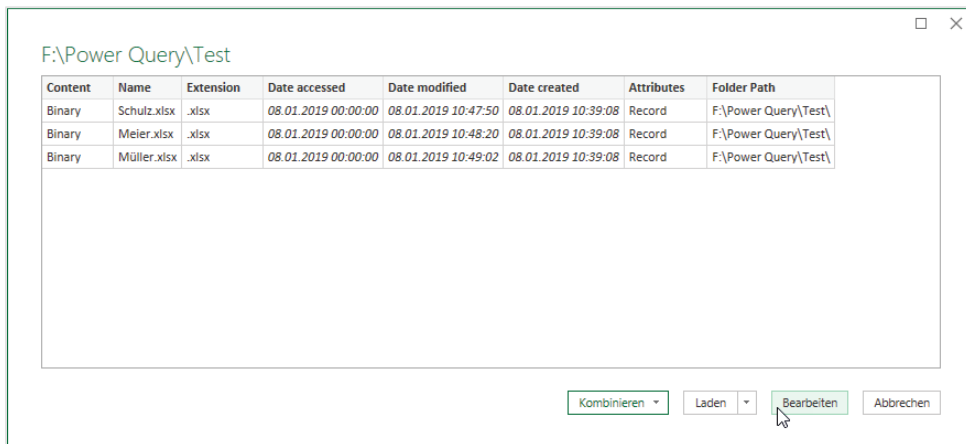 F:\Power Query\Test
Content Name Extension Date accessed Date modified Date created Attributes Folder Path
Binary Schulz.xlsx .xlsx 08.01.2019 00:00:00 08.01.2019 10:47:50 08.01.2019 10:39:08 Record F:\Power Query\Test\
Binary Meier.xlsx .xlsx 08.01.2019 00:00:00 08.01.2019 10:48:20 08.01.2019 10:39:08 Record F:\Power Query\Test\
Binary Müller.xlsx .xlsx 08.01.2019 00:00:00 08.01.2019 10:49:02 08.01.2019 10:39:08 Record F:\Power Query\Test\
Kombinieren Laden Bearbeiten Abbrechen